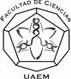 FACULTAD DE CIENCIAS
UAEM